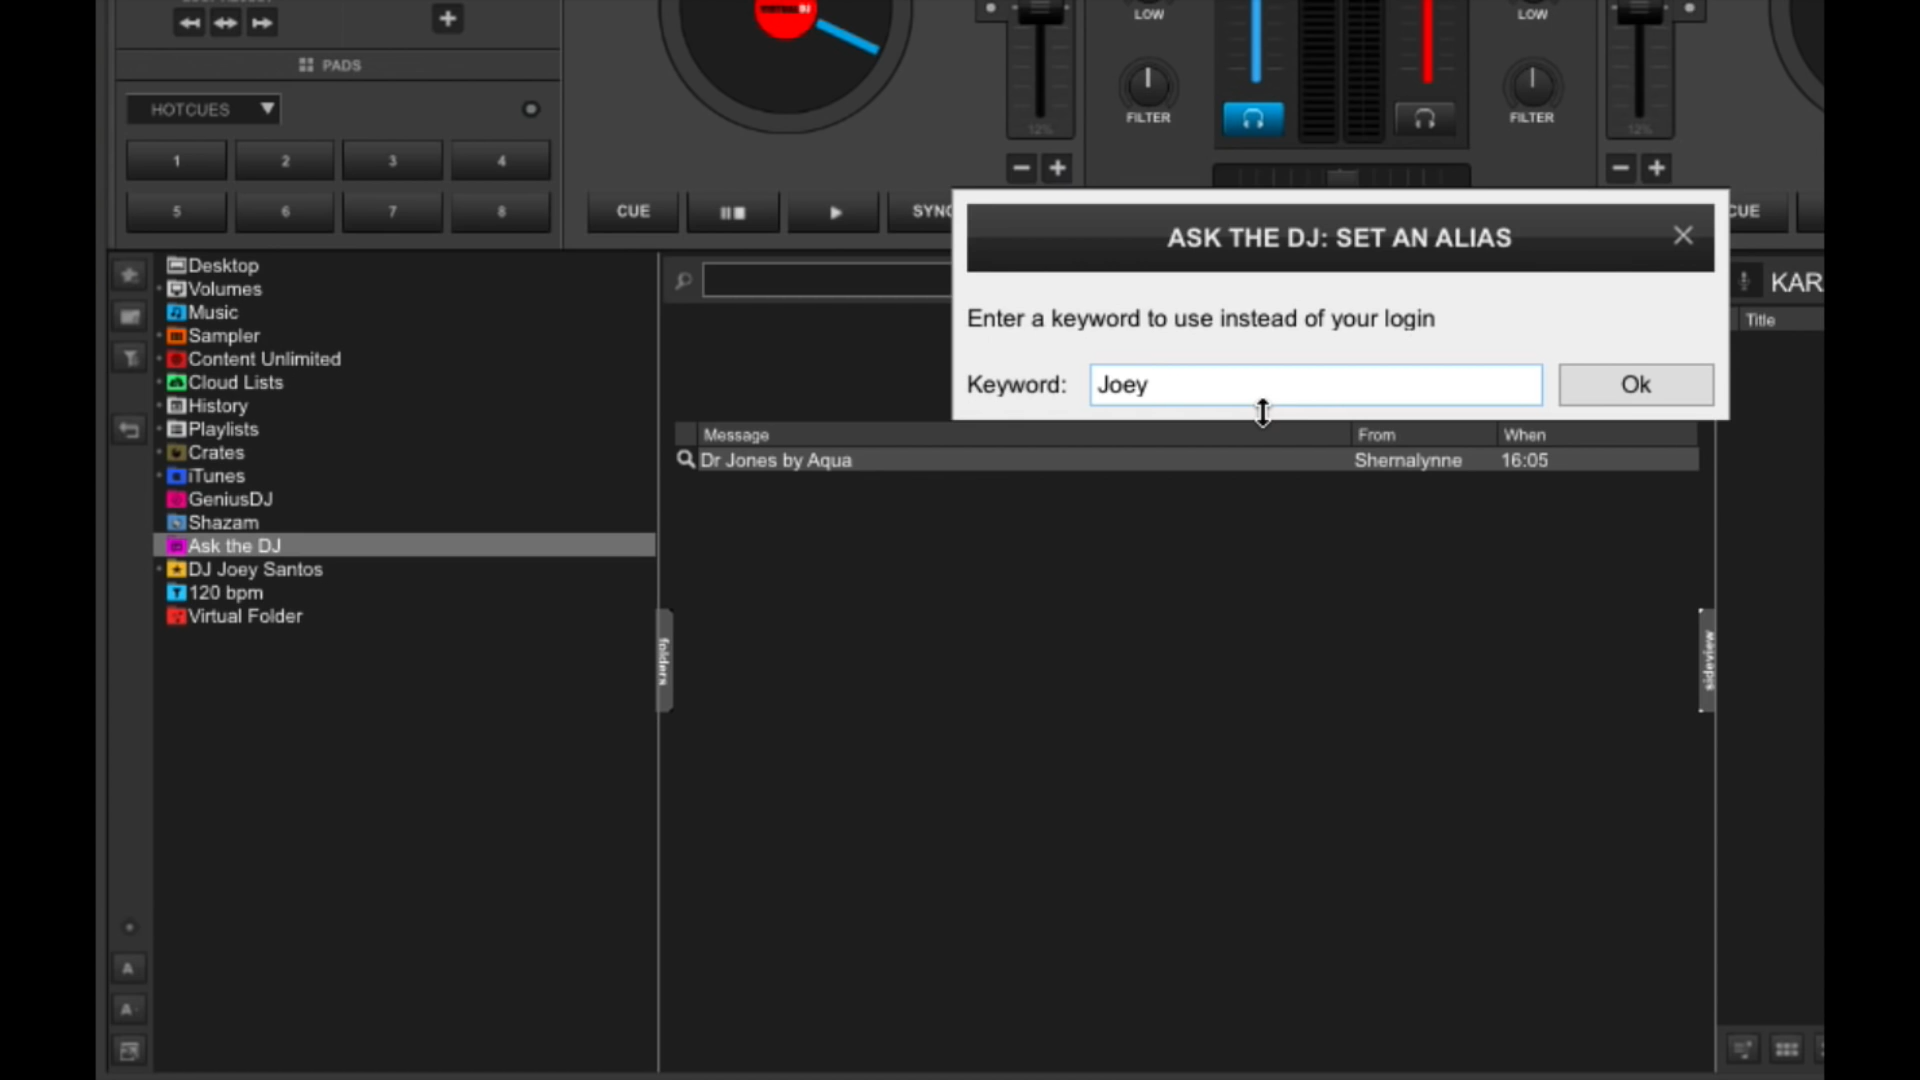 LOW
LOW
PADS
HOTCUES
FILTER
FILTER
12%
12%
1
2
3
4
5
6
7
8
CUE
SYNC
CUE
ASK THE DJ: SET AN ALIAS
Enter a keyword to use instead of your login
Keyword:
Joey
Ok
KAR
Title
Desktop
Volumes
Music
Sampler
Content Unlimited
Cloud Lists
History
Playlists
Crates
iTunes
GeniusDJ
Shazam
Ask the DJ
DJ Joey Santos
120 bpm
Virtual Folder
Message
From
When
Dr Jones by Aqua
Shernalynne
16:05
folders
sideview
A
A